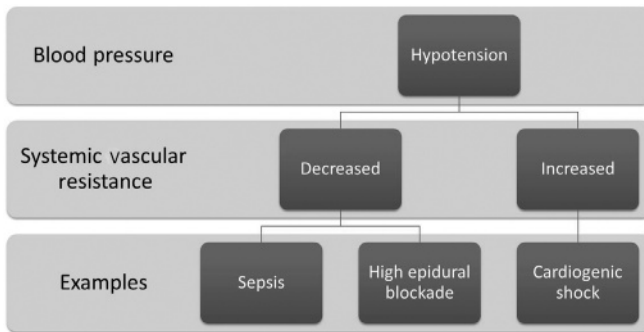 Blood pressure
Hypotension
Systemic vascular
resistance
Decreased
Increased
Examples
Sepsis
High epidural
blockade
Cardiogenic
shock